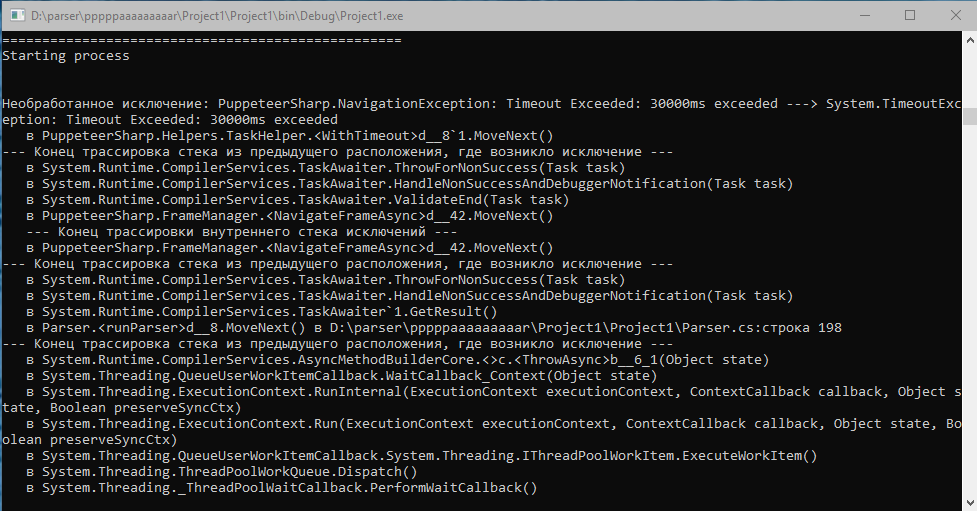 D:\parser\ppppppaaaaaaaaar\Project1\Project1\bin\Debug\Project1.exe
==================================================
Starting process
Необработанное исключение: PuppeteerSharp.NavigationException: Timeout Exceeded: 30000ms exceeded ---> System.TimeoutExc
eption: Timeout Exceeded: 30000ms exceeded
в PuppeteerSharp.Helpers.TaskHelper.<WithTimeout>d__8`1.MoveNext()
--- Конец трассировка стека из предыдущего расположения, где возникло исключение ---
в System.Runtime.CompilerServices.TaskAwaiter.ThrowForNonSuccess(Task task)
в System.Runtime.CompilerServices.TaskAwaiter.HandleNonSuccessAndDebuggerNotification(Task task)
в System.Runtime.CompilerServices.TaskAwaiter.ValidateEnd(Task task)
в PuppeteerSharp.FrameManager.<NavigateFrameAsync>d__42.MoveNext()
--- Конец трассировки внутреннего стека исключений ---
в PuppeteerSharp.FrameManager.<NavigateFrameAsync>d__42.MoveNext()
--- Конец трассировка стека из предыдущего расположения, где возникло исключение ---
в System.Runtime.CompilerServices.TaskAwaiter.ThrowForNonSuccess(Task task)
в System.Runtime.CompilerServices.TaskAwaiter.HandleNonSuccessAndDebuggerNotification(Task task)
в System.Runtime.CompilerServices.TaskAwaiter`1.GetResult()
в Parser.<runParser>d__8.MoveNext() в D:\parser\ppppppaaaaaaaaar\Project1\Project1\Parser.cs:строка 198
--- Конец трассировка стека из предыдущего расположения, где возникло исключение ---
в System.Runtime.CompilerServices.AsyncMethodBuilderCore.<>c.<ThrowAsync>b__6_1(Object state)
в System.Threading.QueueUserWorkItemCallback.WaitCallback_Context(Object state)
в System.Threading.ExecutionContext.RunInternal(ExecutionContext executionContext, ContextCallback callback, Object s
tate, Boolean preserveSyncCtx)
в System.Threading.ExecutionContext.Run(ExecutionContext executionContext, ContextCallback callback, Object state, Bo
olean preserveSyncCtx)
в System.Threading.QueueUserWorkItemCallback.System.Threading.IThreadPoolWorkItem.ExecuteWorkItem()
в System.Threading.ThreadPoolWorkQueue.Dispatch()
в System.Threading._ThreadPoolWaitCallback.PerformWaitCallback()